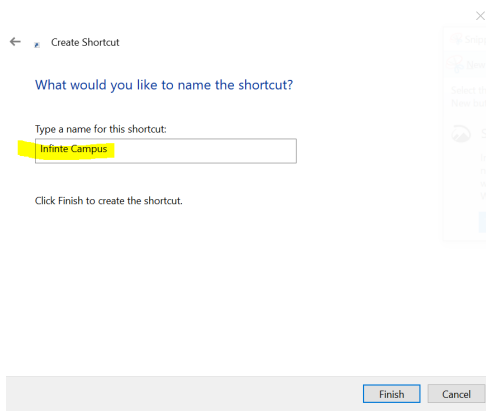 Create Shortcut
What would you like to name the shortcut?
Type a name for this shortcut:
Infinte Campus
Click Finish to create the shortcut.
Finish Cancel